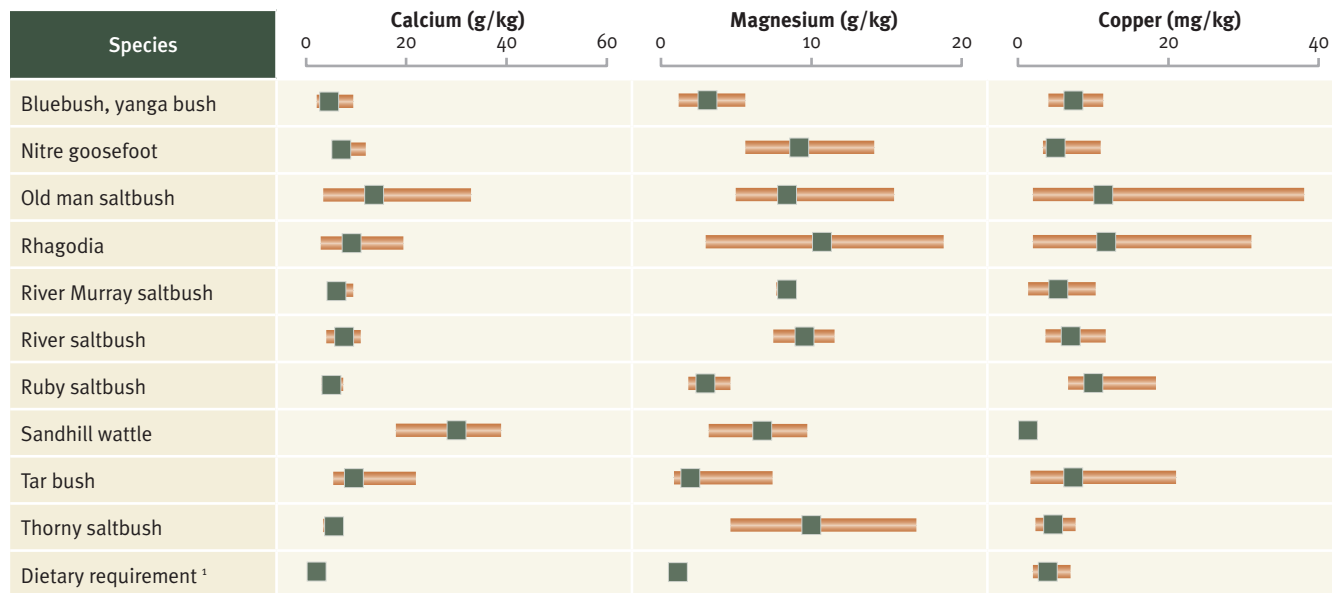 Species
Calcium (g/kg)
0 20 40 60
Magnesium (g/kg)
0 10 20
Copper (mg/kg)
0 20 40
Bluebush, yanga bush
Nitre goosefoot
Old man saltbush
Rhagodia
River Murray saltbush
River saltbush
Ruby saltbush
Sandhill wattle
Tar bush
Thorny saltbush
Dietary requirement ¹